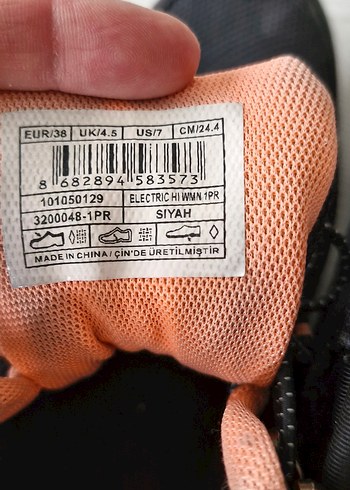 EUR/38 UK/4.5 US/7 CM/24.4
8 682894 583573
101050129 ELECTRIC HI WMN 1PR
3200048-1PR SIYAH
MADE IN CHINA / ÇİN'DE ÜRETİLMİŞTİR